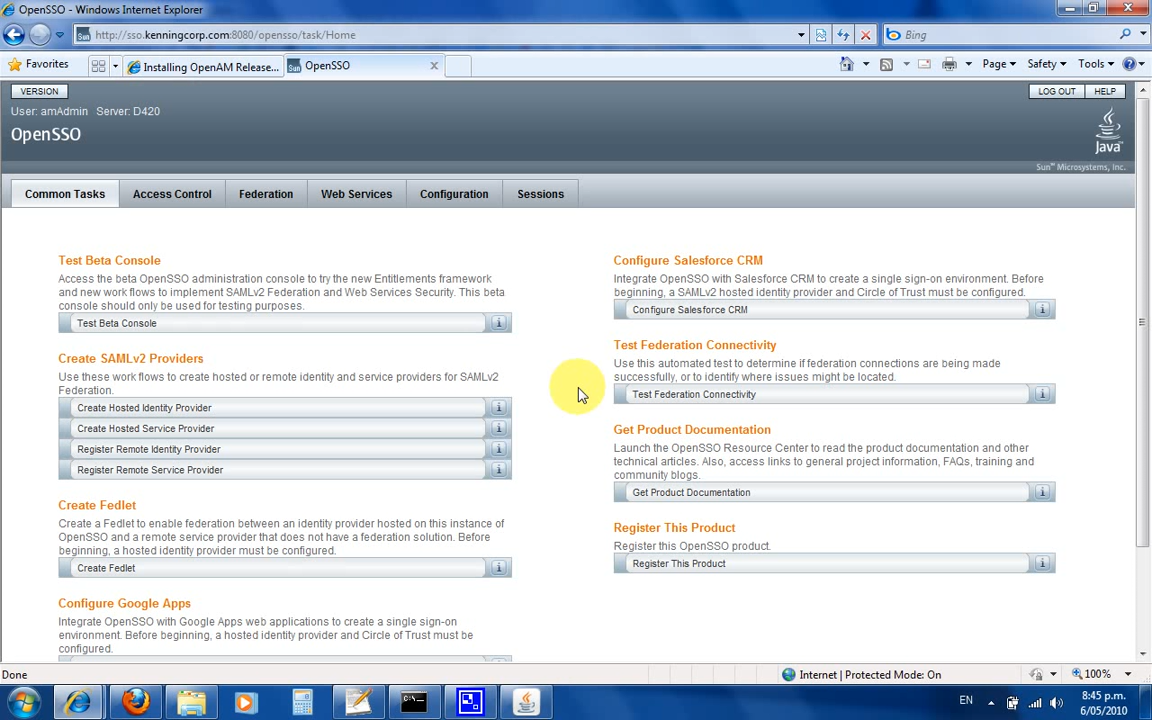 OpenSSO - Windows Internet Explorer
http://sso.kenningcorp.com:8080/opensso/task/Home
Bing
Favorites
Installing OpenAM Release...
OpenSSO
Page
Safety
Tools
VERSION
LOG OUT
HELP
User: amAdmin Server: D420
OpenSSO
Java
Sun™ Microsystems, Inc.
Common Tasks
Access Control
Federation
Web Services
Configuration
Sessions
Test Beta Console
Access the beta OpenSSO administration console to try the new Entitlements framework
and new work flows to implement SAMLv2 Federation and Web Services Security. This beta
console should only be used for testing purposes.
Test Beta Console
Create SAMLv2 Providers
Use these work flows to create hosted or remote identity and service providers for SAMLv2
Federation.
Create Hosted Identity Provider
Create Hosted Service Provider
Register Remote Identity Provider
Register Remote Service Provider
Create Fedlet
Create a Fedlet to enable federation between an identity provider hosted on this instance of
OpenSSO and a remote service provider that does not have a federation solution. Before
beginning, a hosted identity provider must be configured.
Create Fedlet
Configure Google Apps
Integrate OpenSSO with Google Apps web applications to create a single sign-on
environment. Before beginning, a hosted identity provider and Circle of Trust must be
configured.
Configure Salesforce CRM
Integrate OpenSSO with Salesforce CRM to create a single sign-on environment. Before
beginning, a SAMLv2 hosted identity provider and Circle of Trust must be configured.
Configure Salesforce CRM
Test Federation Connectivity
Use this automated test to determine if federation connections are being made
successfully, or to identify where issues might be located.
Test Federation Connectivity
Get Product Documentation
Launch the OpenSSO Resource Center to read the product documentation and other
technical articles. Also, access links to general project information, FAQs, training and
community blogs.
Get Product Documentation
Register This Product
Register this OpenSSO product.
Register This Product
Done
Internet | Protected Mode: On
100%
EN
8:45 p.m.
6/05/2010